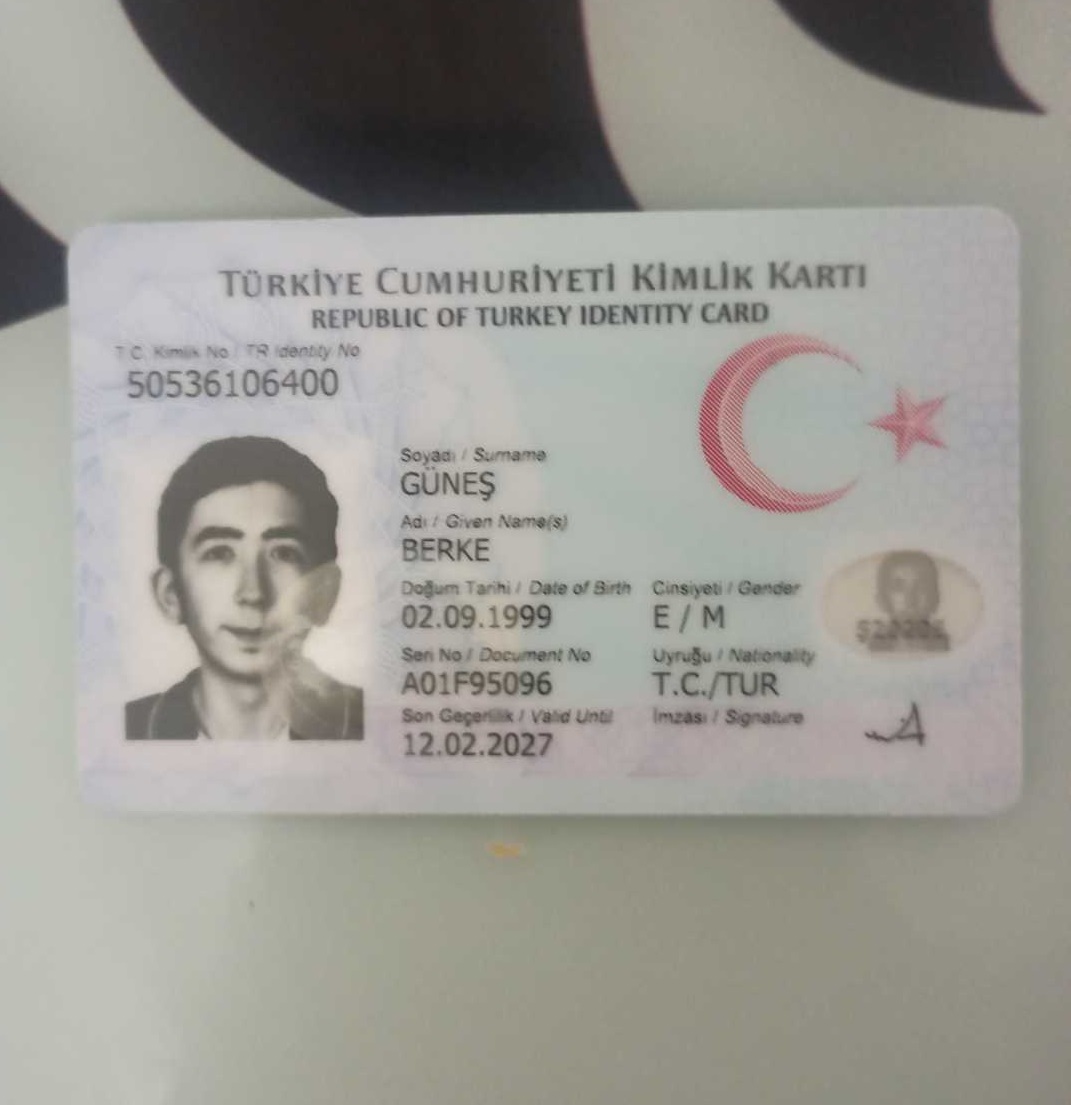 TÜRKİYE CUMHURİYETİ KİMLİK KARTI
REPUBLIC OF TURKEY IDENTITY CARD
T.C. Kimlik No / TR Identity No
50536106400
Soyadı / Surname
GÜNEŞ
Adı / Given Name(s)
BERKE
Doğum Tarihi / Date of Birth Cinsiyeti / Gender
02.09.1999 E / M
Seri No / Document No Uyruğu / Nationality
A01F95096 T.C./TUR
Son Geçerlilik / Valid Until İmzası / Signature
12.02.2027